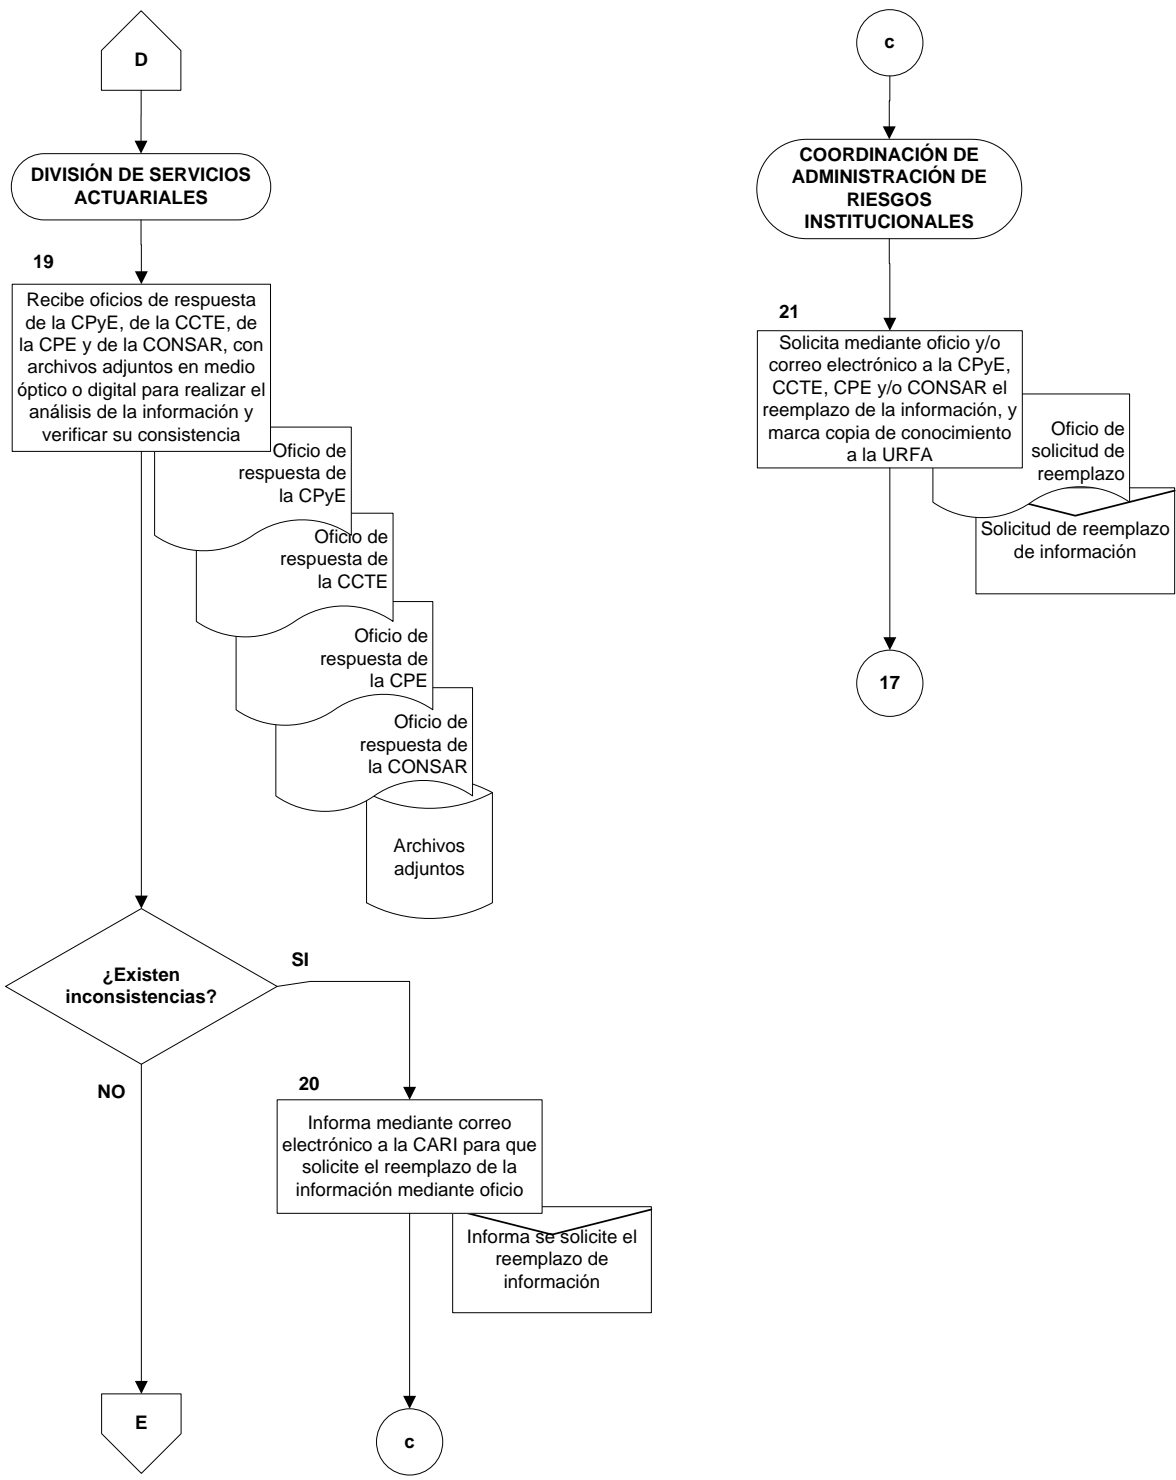 D
DIVISIÓN DE SERVICIOS
ACTUARIALES
19
Recibe oficios de respuesta
de la CPyE, de la CCTE, de
la CPE y de la CONSAR, con
archivos adjuntos en medio
óptico o digital para realizar el
análisis de la información y
verificar su consistencia
Oficio de
respuesta de
la CPyE
Oficio de
respuesta de
la CCTE
Oficio de
respuesta de
la CPE
Oficio de
respuesta de
la CONSAR
Archivos
adjuntos
¿Existen
inconsistencias?
SI
NO
20
Informa mediante correo
electrónico a la CARI para que
solicite el reemplazo de la
información mediante oficio
Informa se solicite el
reemplazo de
información
E
c
c
COORDINACIÓN DE
ADMINISTRACIÓN DE
RIESGOS
INSTITUCIONALES
21
Solicita mediante oficio y/o
correo electrónico a la CPyE,
CCTE, CPE y/o CONSAR el
reemplazo de la información, y
marca copia de conocimiento
a la URFA
Oficio de
solicitud de
reemplazo
Solicitud de reemplazo
de información
17